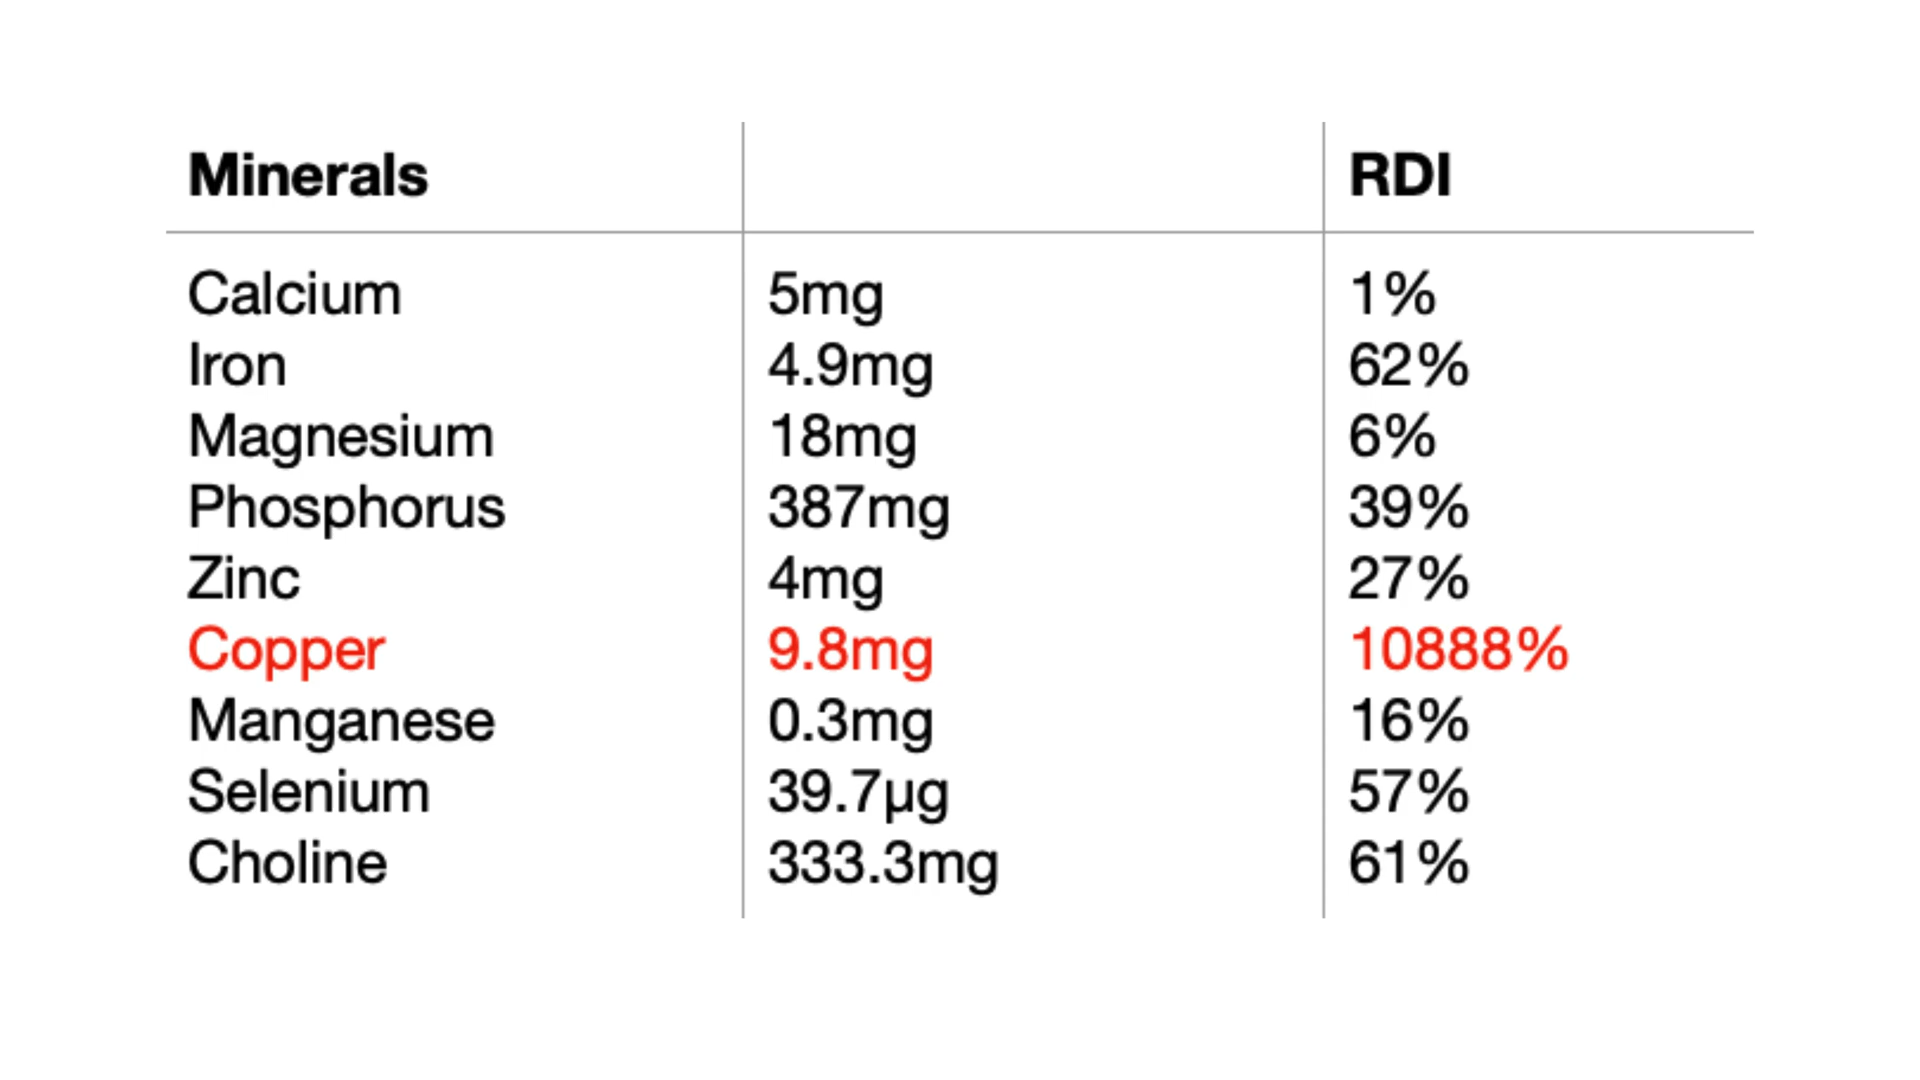 Minerals RDI
Calcium 5mg 1%
Iron 4.9mg 62%
Magnesium 18mg 6%
Phosphorus 387mg 39%
Zinc 4mg 27%
Copper 9.8mg 10888%
Manganese 0.3mg 16%
Selenium 39.7μg 57%
Choline 333.3mg 61%